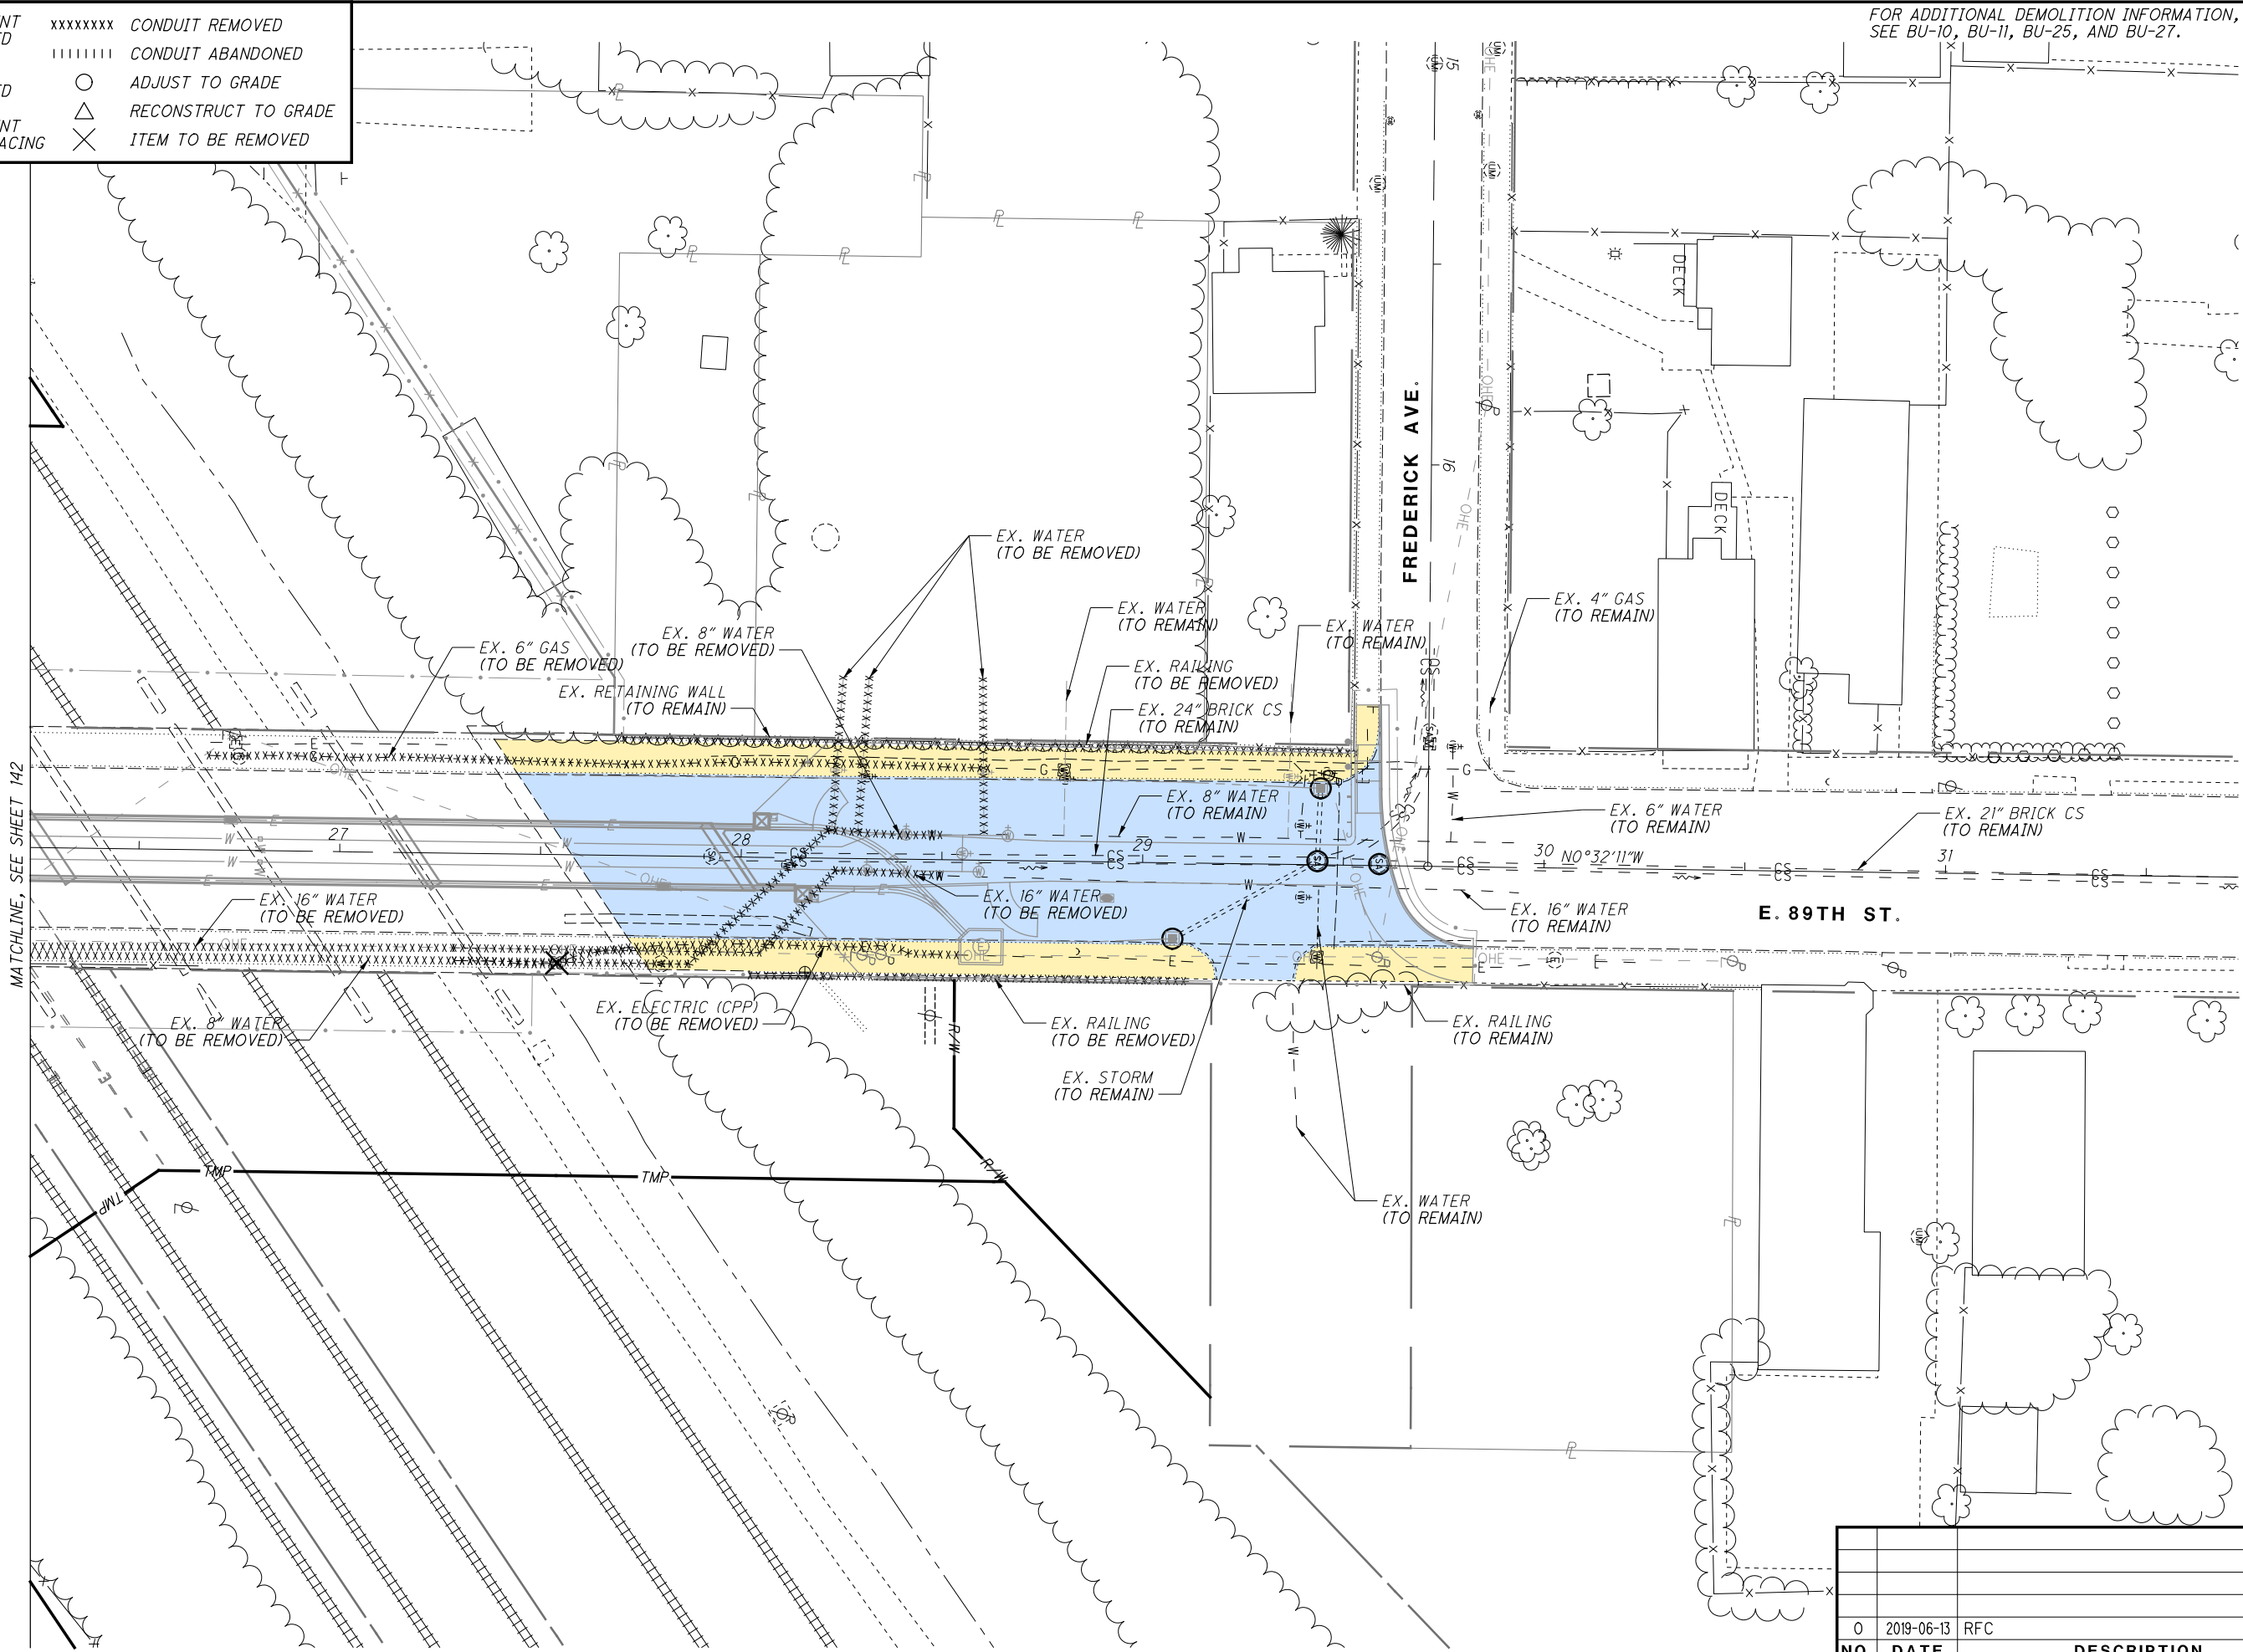 CONDUIT REMOVED
CONDUIT ABANDONED
ADJUST TO GRADE
RECONSTRUCT TO GRADE
ITEM TO BE REMOVED
FOR ADDITIONAL DEMOLITION INFORMATION,
SEE BU-10, BU-11, BU-25, AND BU-27.
15
DECK
FREDERICK AVE.
16
DECK
EX. WATER
(TO BE REMOVED)
EX. WATER
(TO REMAIN)
EX. WATER
(TO REMAIN)
EX. 4" GAS
(TO REMAIN)
EX. 8" WATER
(TO BE REMOVED)
EX. 6" GAS
(TO BE REMOVED)
EX. RAILING
(TO BE REMOVED)
EX. RETAINING WALL
(TO REMAIN)
EX. 24" BRICK CS
(TO REMAIN)
MATCHLINE, SEE SHEET 142
EX. 8" WATER
(TO REMAIN)
EX. 6" WATER
(TO REMAIN)
EX. 21" BRICK CS
(TO REMAIN)
27
28
29
30
N0°32'11"W
31
EX. 16" WATER
(TO BE REMOVED)
EX. 16" WATER
(TO BE REMOVED)
EX. 16" WATER
(TO REMAIN)
E. 89TH ST.
EX. ELECTRIC (CPP)
(TO BE REMOVED)
EX. 8" WATER
(TO BE REMOVED)
EX. RAILING
(TO BE REMOVED)
EX. RAILING
(TO REMAIN)
R/W
EX. STORM
(TO REMAIN)
TMP
TMP
TMP
R/W
EX. WATER
(TO REMAIN)
0 2019-06-13 RFC
NO. DATE DESCRIPTION